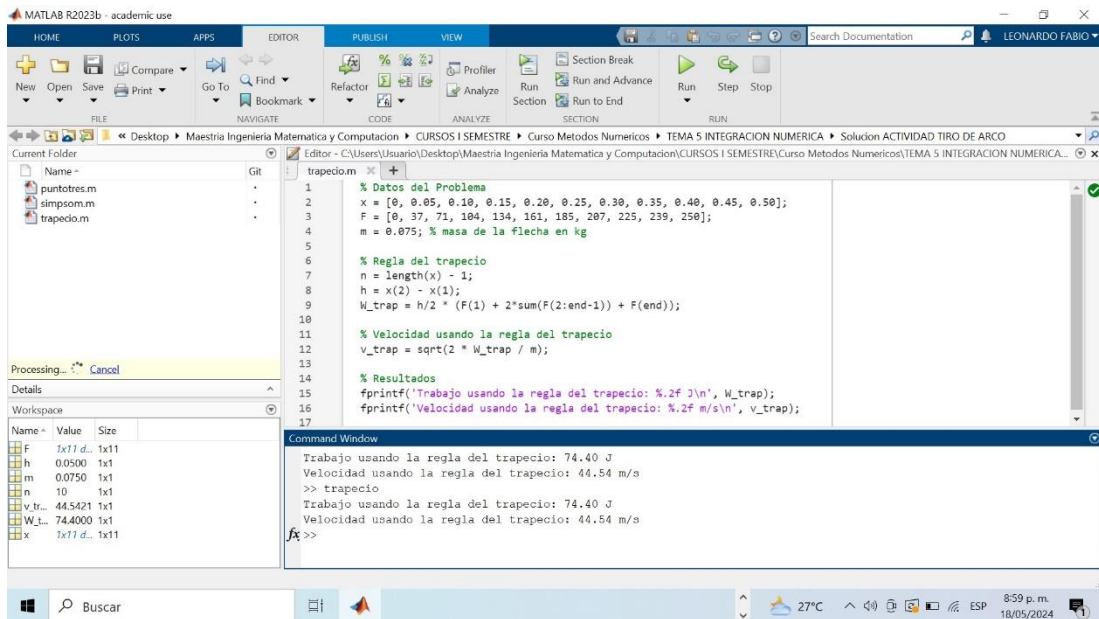 MATLAB R2023b - academic use
HOME PLOTS APPS EDITOR PUBLISH VIEW Search Documentation LEONARDO FABIO
New Open Save Compare Print Go To Find Bookmark Refactor Profiler Analyze Run Section Section Break Run and Advance Run to End Run Step Stop
FILE NAVIGATE CODE ANALYZE SECTION RUN
« Desktop Maestria Ingenieria Matematica y Computacion CURSOS I SEMESTRE Curso Metodos Numericos TEMA 5 INTEGRACION NUMERICA Solucion ACTIVIDAD TIRO DE ARCO
Current Folder
Name Git
puntotres.m
simpsom.m
trapecio.m
Processing... Cancel
Details
Workspace
Name Value Size
F 1x11 d... 1x11
h 0.0500 1x1
m 0.0750 1x1
n 10 1x1
v_tr... 44.5421 1x1
W_t... 74.4000 1x1
x 1x11 d... 1x11
Editor - C:\Users\Usuario\Desktop\Maestria Ingenieria Matematica y Computacion\CURSOS I SEMESTRE\Curso Metodos Numericos\TEMA 5 INTEGRACION NUMERICA...
trapecio.m
1 % Datos del Problema
2 x = [0, 0.05, 0.10, 0.15, 0.20, 0.25, 0.30, 0.35, 0.40, 0.45, 0.50];
3 F = [0, 37, 71, 104, 134, 161, 185, 207, 225, 239, 250];
4 m = 0.075; % masa de la flecha en kg
5
6 % Regla del trapecio
7 n = length(x) - 1;
8 h = x(2) - x(1);
9 W_trap = h/2 * (F(1) + 2*sum(F(2:end-1)) + F(end));
10
11 % Velocidad usando la regla del trapecio
12 v_trap = sqrt(2 * W_trap / m);
13
14 % Resultados
15 fprintf('Trabajo usando la regla del trapecio: %.2f J\n', W_trap);
16 fprintf('Velocidad usando la regla del trapecio: %.2f m/s\n', v_trap);
17
Command Window
Trabajo usando la regla del trapecio: 74.40 J
Velocidad usando la regla del trapecio: 44.54 m/s
>> trapecio
Trabajo usando la regla del trapecio: 74.40 J
Velocidad usando la regla del trapecio: 44.54 m/s
fx >>
Buscar
27°C ESP 8:59 p. m.
18/05/2024